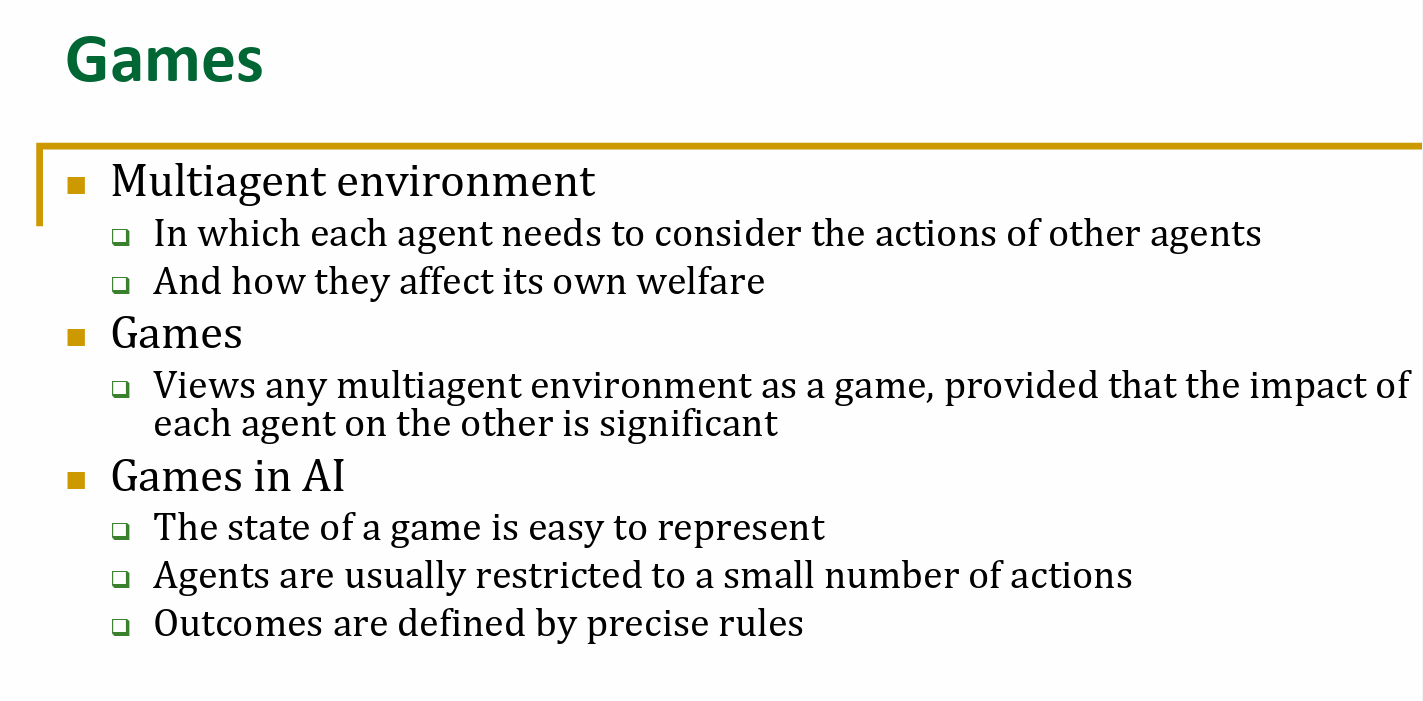 Games
Multiagent environment
In which each agent needs to consider the actions of other agents
And how they affect its own welfare
Games
Views any multiagent environment as a game, provided that the impact of
each agent on the other is significant
Games in AI
The state of a game is easy to represent
Agents are usually restricted to a small number of actions
Outcomes are defined by precise rules